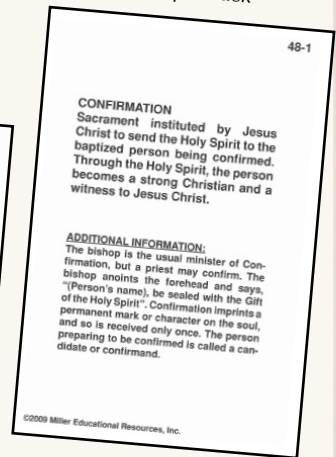 48-1
CONFIRMATION
Sacrament instituted by Jesus
Christ to send the Holy Spirit to the
baptized person being confirmed.
Through the Holy Spirit, the person
becomes a strong Christian and a
witness to Jesus Christ.
ADDITIONAL INFORMATION:
The bishop is the usual minister of Con-
firmation, but a priest may confirm. The
bishop anoints the forehead and says,
"(Person's name), be sealed with the Gift
of the Holy Spirit". Confirmation imprints a
permanent mark or character on the soul,
and so is received only once. The person
preparing to be confirmed is called a can-
didate or confirmand.
©2009 Miller Educational Resources, Inc.